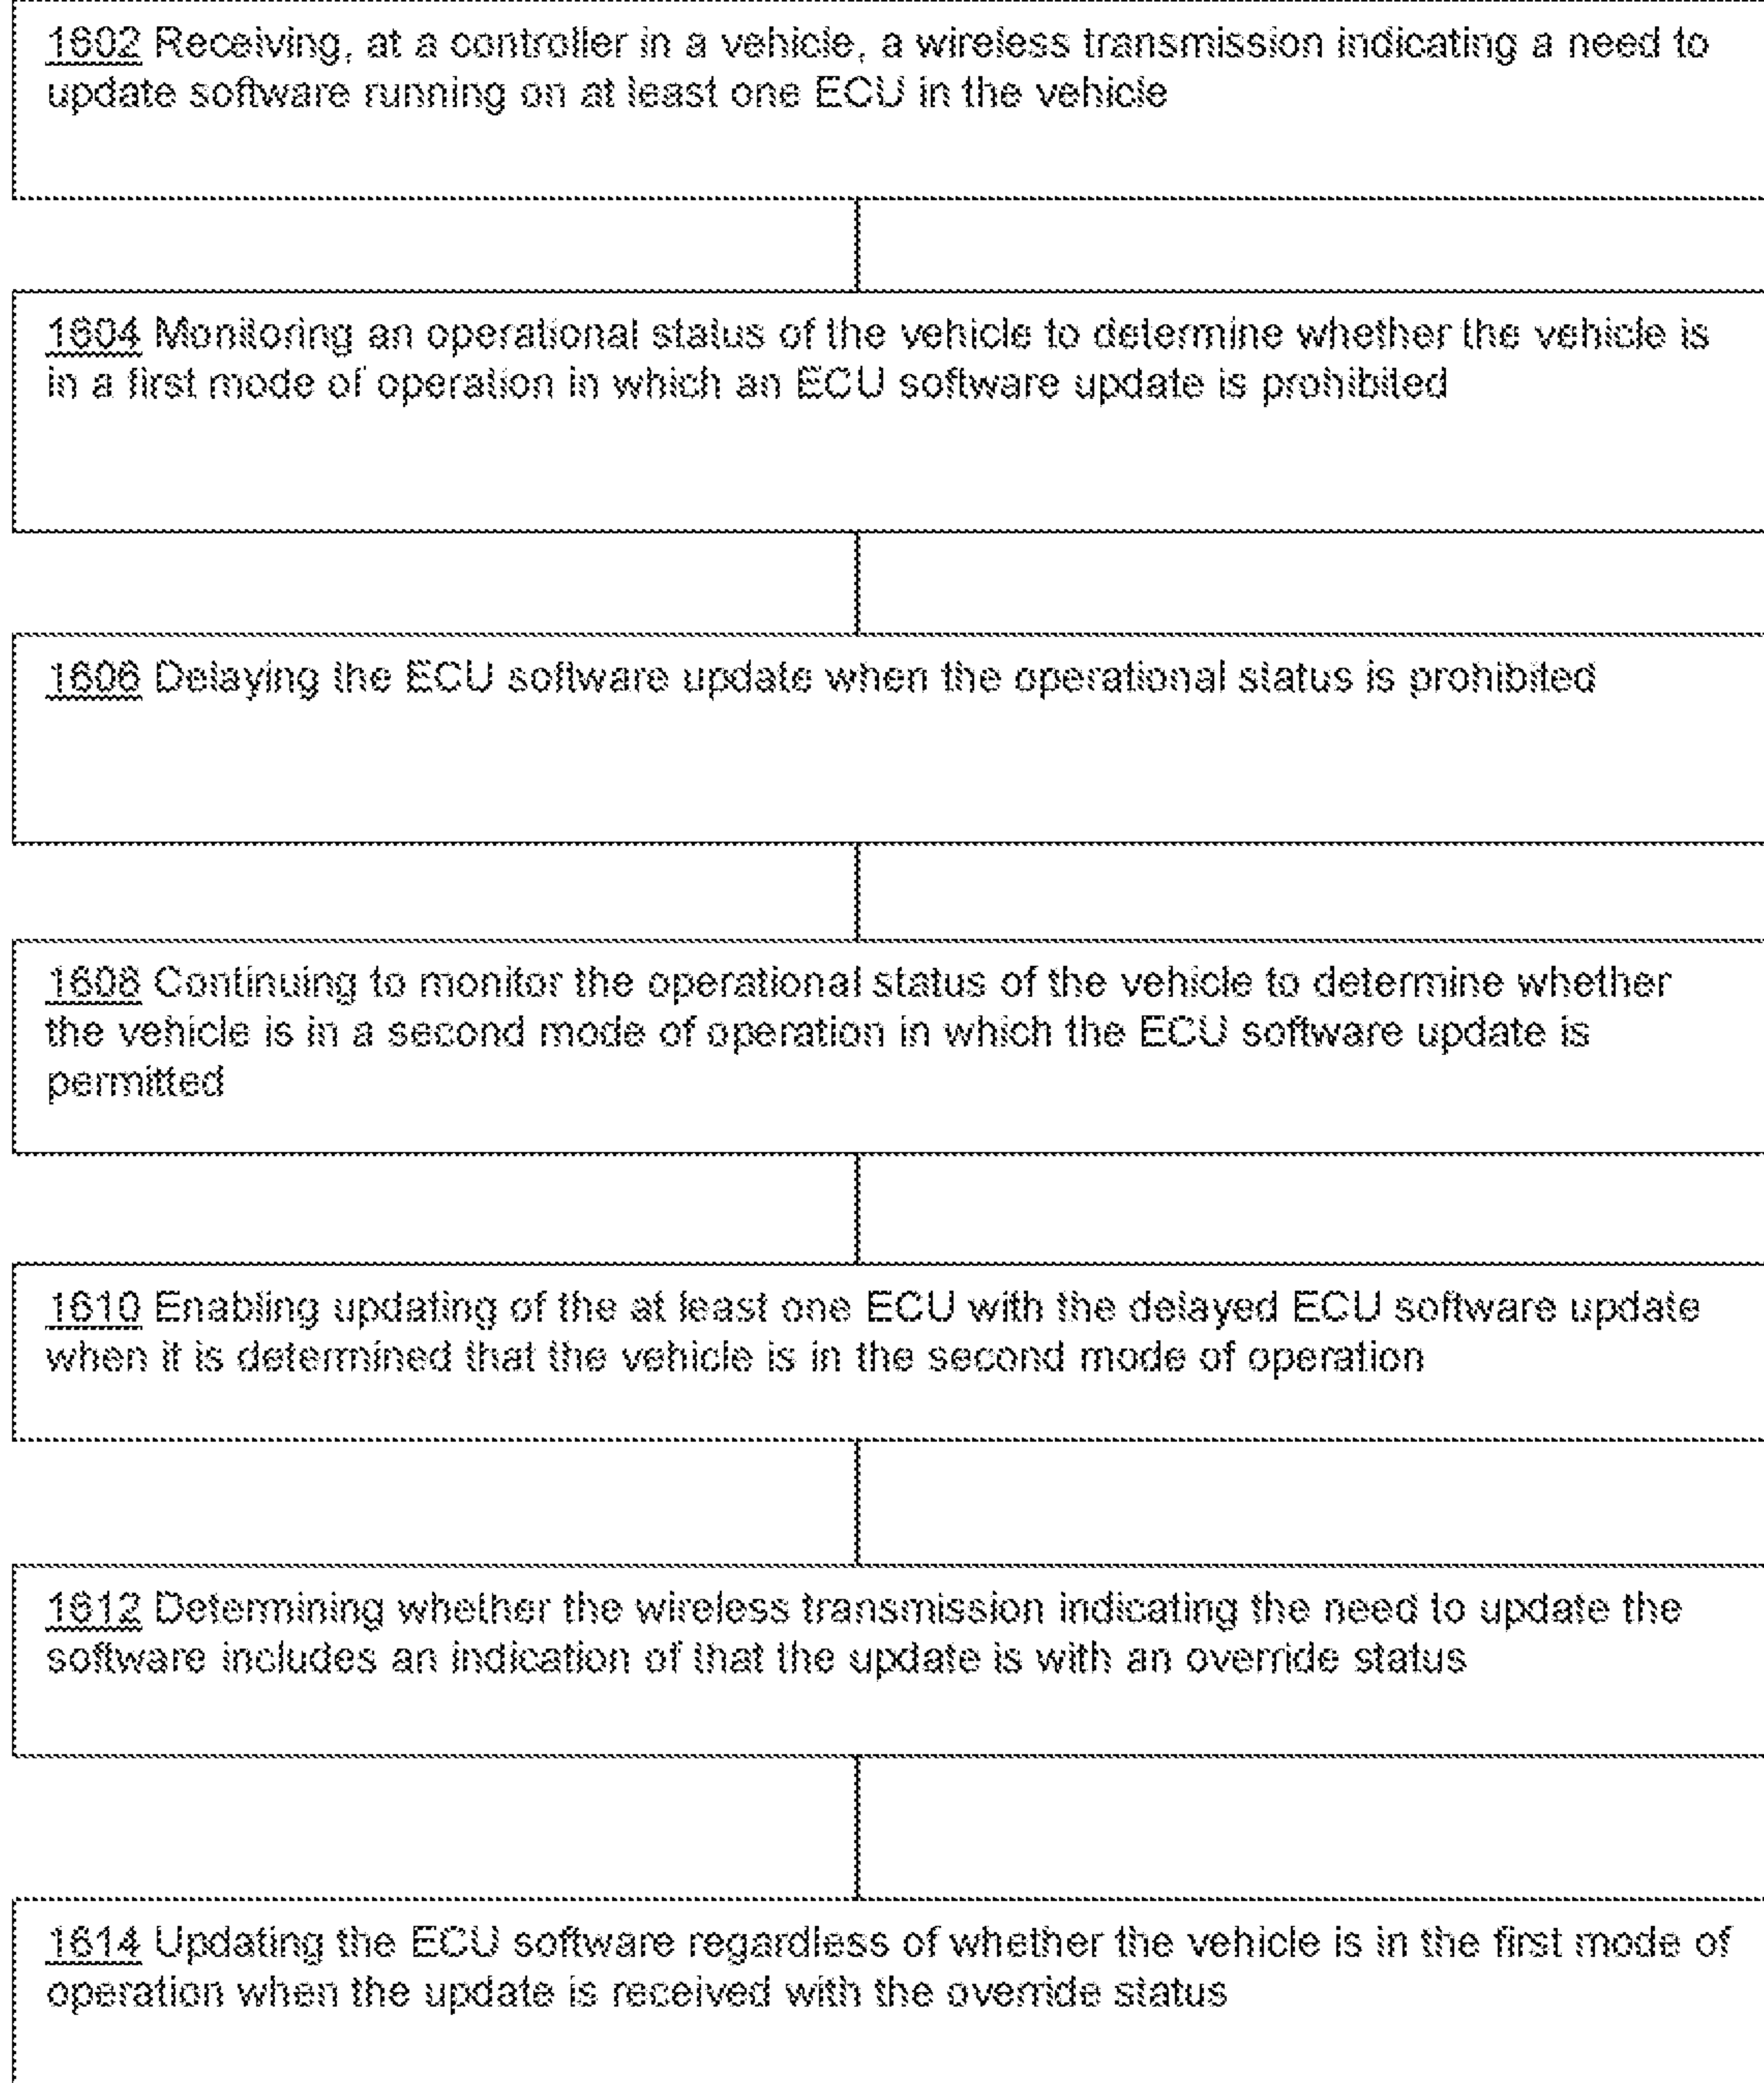 1602 Receiving, at a controller in a vehicle, a wireless transmission indicating a need to
update software running on at least one ECU in the vehicle
1604 Monitoring an operational status of the vehicle to determine whether the vehicle is
in a first mode of operation in which an ECU software update is prohibited
1606 Delaying the ECU software update when the operational status is prohibited
1608 Continuing to monitor the operational status of the vehicle to determine whether
the vehicle is in a second mode of operation in which the ECU software update is
permitted
1610 Enabling updating of the at least one ECU with the delayed ECU software update
when it is determined that the vehicle is in the second mode of operation
1612 Determining whether the wireless transmission indicating the need to update the
software includes an indication of that the update is with an override status
1614 Updating the ECU software regardless of whether the vehicle is in the first mode of
operation when the update is received with the override status